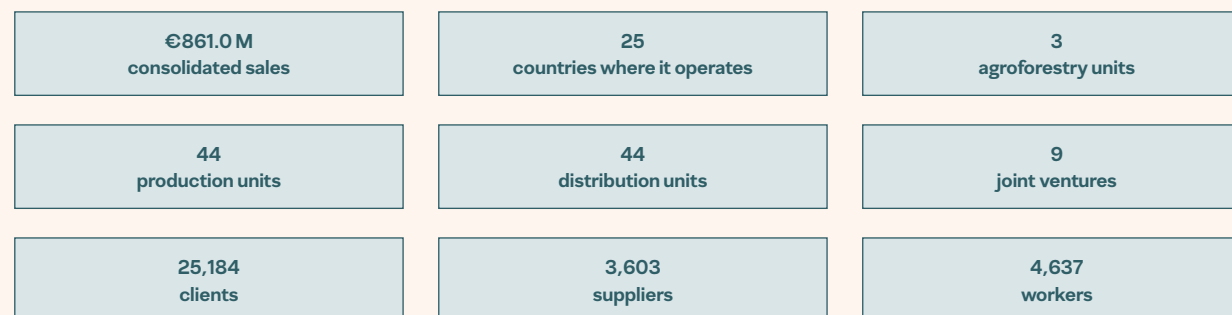 €861.0 M
consolidated sales
25
countries where it operates
3
agroforestry units
44
production units
44
distribution units
9
joint ventures
25,184
clients
3,603
suppliers
4,637
workers